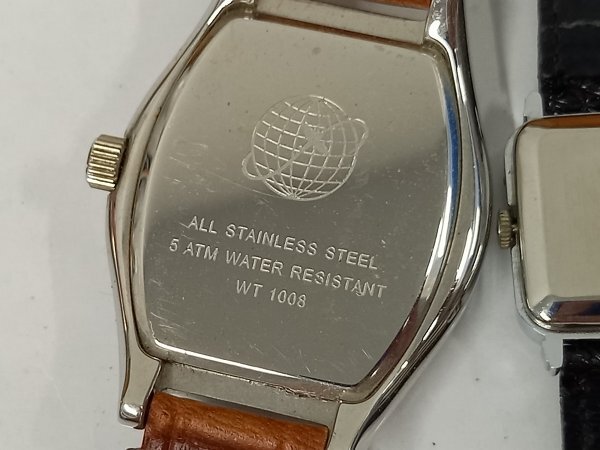 ALL STAINLESS STEEL
5 ATM WATER RESISTANT
WT 1008